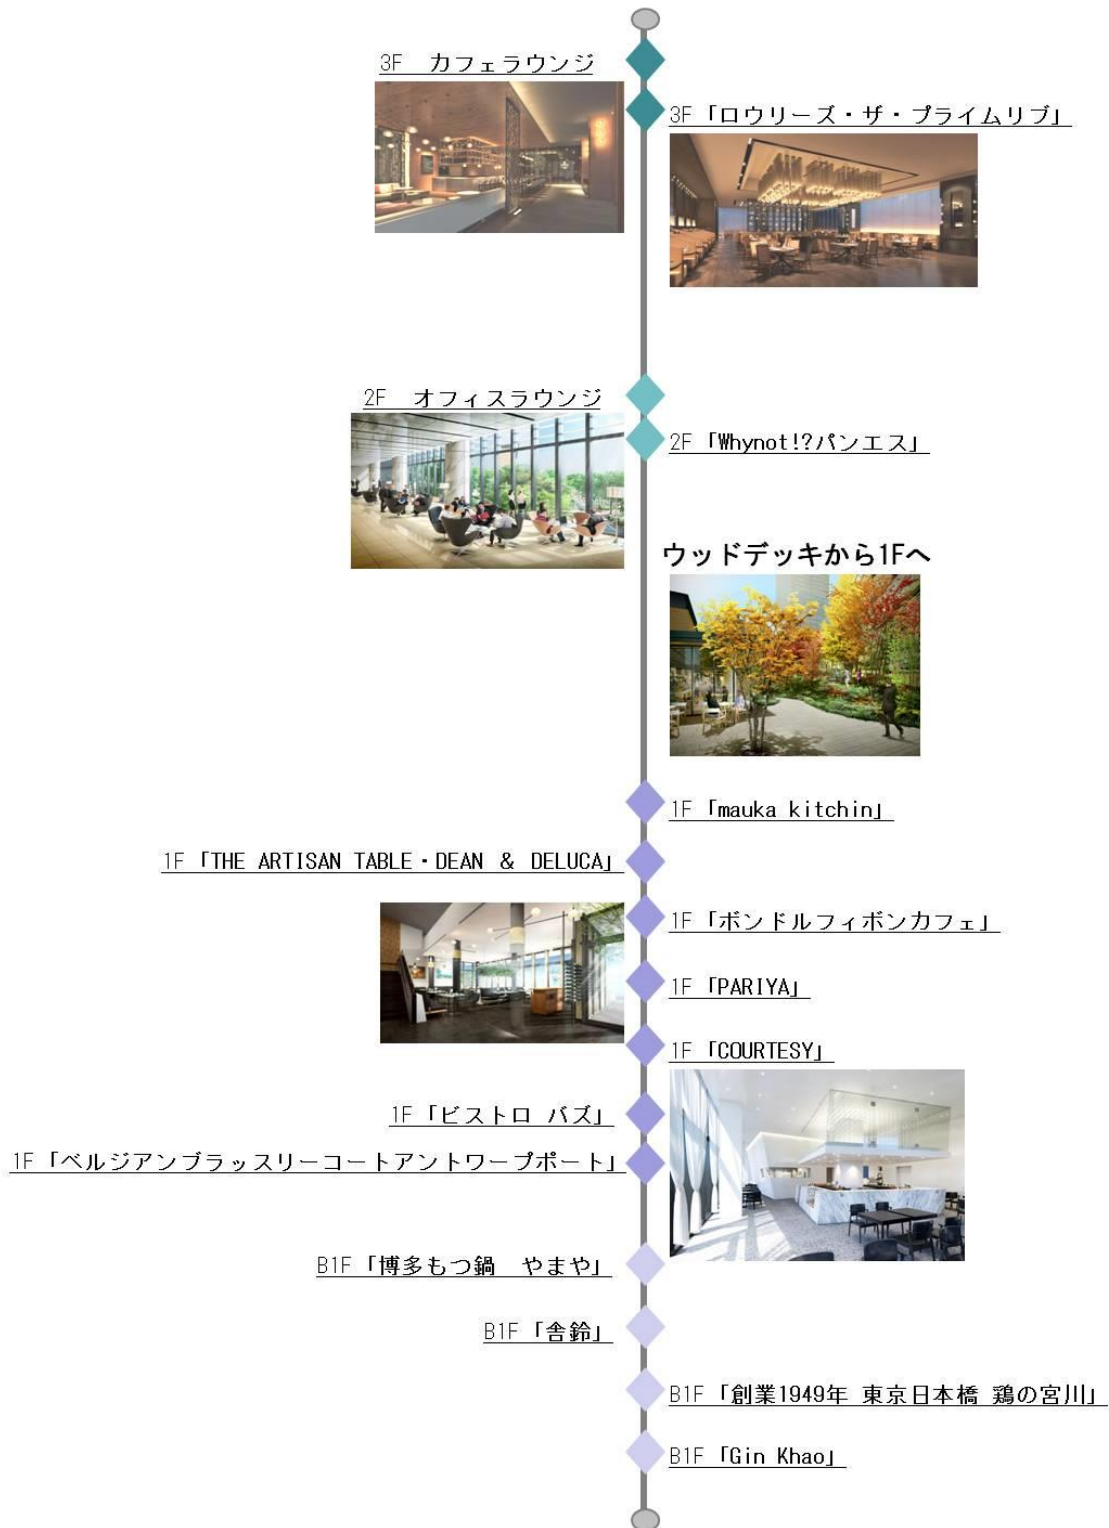 3F　カフェラウンジ
3F「ロウリーズ・ザ・プライムリブ」
2F　オフィスラウンジ
2F「Whynot!?パンエス」
ウッドデッキから1Fへ
1F「mauka kitchin」
1F「THE ARTISAN TABLE・DEAN & DELUCA」
1F「ボンドルフィボンカフェ」
1F「PARIYA」
1F「COURTESY」
1F「ビストロ バズ」
1F「ベルジアンブラッスリーコートアントワープポート」
B1F「博多もつ鍋　やまや」
B1F「舎鈴」
B1F「創業1949年 東京日本橋 鶏の宮川」
B1F「Gin Khao」